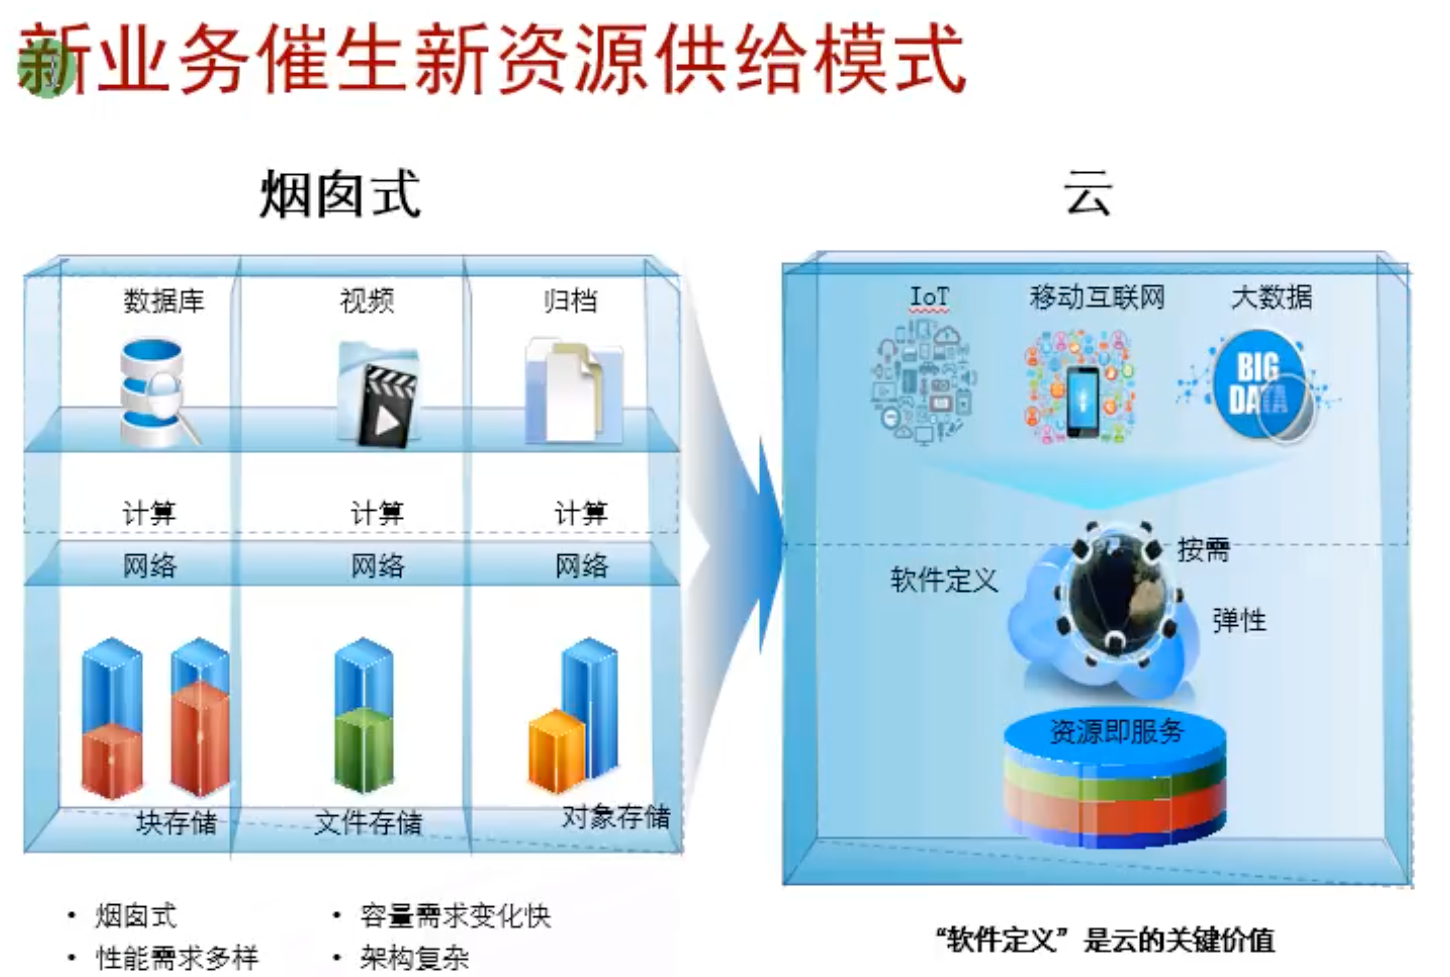 新业务催生新资源供给模式
烟囱式
云
数据库 视频 归档
计算 计算 计算
网络 网络 网络
块存储 文件存储 对象存储
• 烟囱式
• 性能需求多样
• 容量需求变化快
• 架构复杂
IoT 移动互联网 大数据
BIG
DATA
软件定义
按需
弹性
资源即服务
“软件定义”是云的关键价值